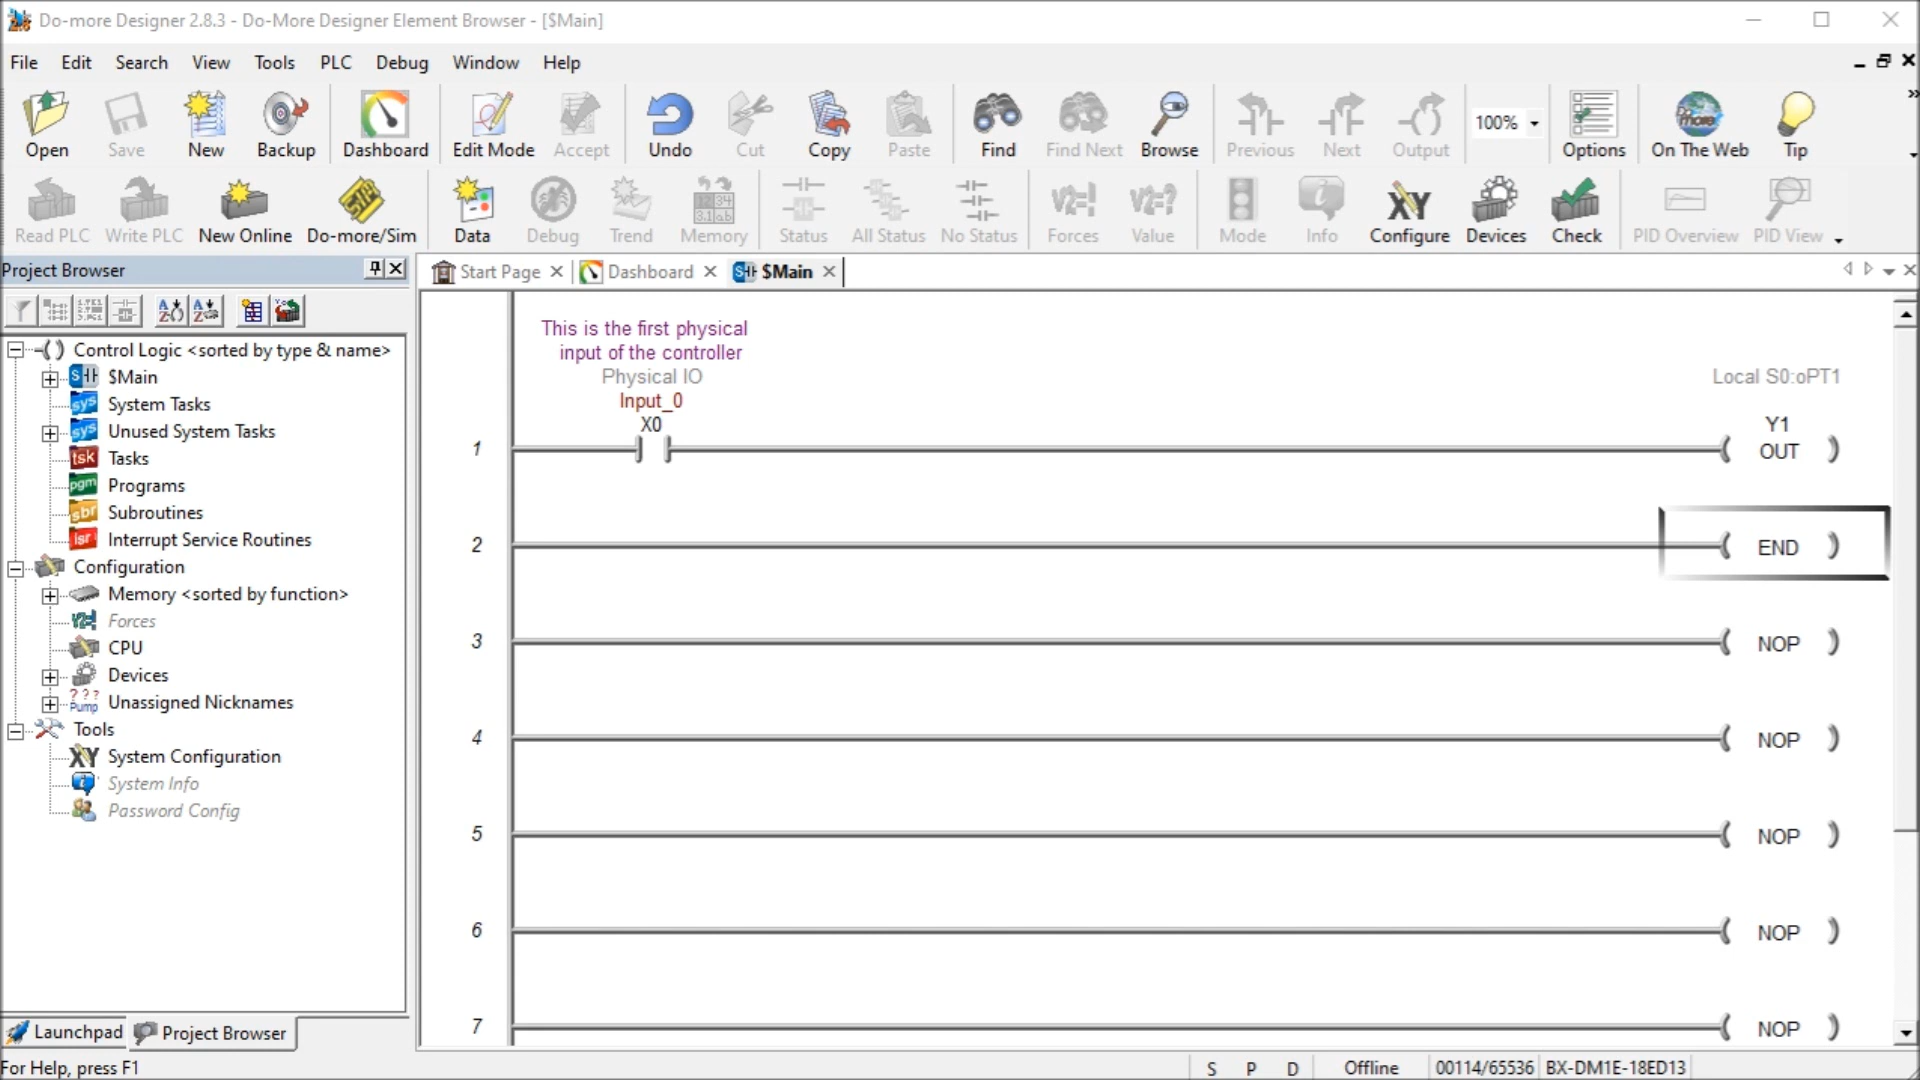 Do-more Designer 2.8.3 - Do-More Designer Element Browser - [$Main]
File Edit Search View Tools PLC Debug Window Help
Open Save New Backup Dashboard Edit Mode Accept Undo Cut Copy Paste Find Find Next Browse Previous Next Output 100% Options On The Web Tip
Read PLC Write PLC New Online Do-more/Sim Data Debug Trend Memory Status All Status No Status Forces Value Mode Info Configure Devices Check PID Overview PID View
Project Browser
Start Page Dashboard $Main
Control Logic <sorted by type & name>
$Main
System Tasks
Unused System Tasks
Tasks
Programs
Subroutines
Interrupt Service Routines
Configuration
Memory <sorted by function>
Forces
CPU
Devices
Unassigned Nicknames
Tools
System Configuration
System Info
Password Config
Launchpad Project Browser
This is the first physical
input of the controller
Physical IO
Input_0
X0
Local S0:oPT1
Y1
1 OUT
2 END
3 NOP
4 NOP
5 NOP
6 NOP
7 NOP
For Help, press F1
S P D Offline 00114/65536 BX-DM1E-18ED13